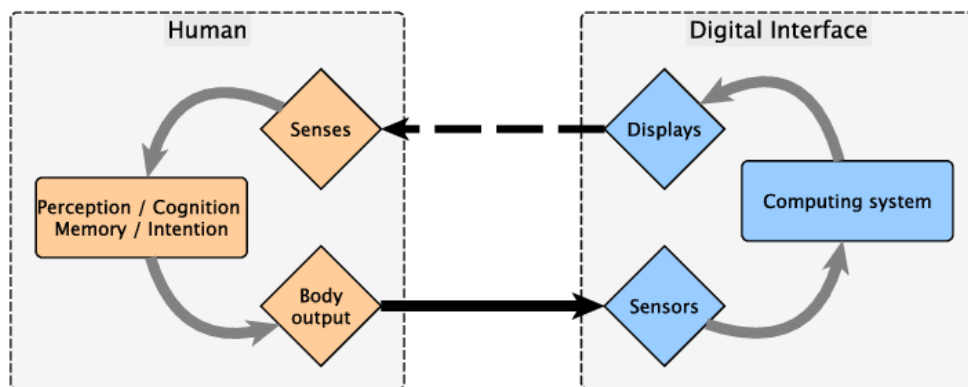 Human
Digital Interface
Senses
Displays
Perception / Cognition
Memory / Intention
Computing system
Body
output
Sensors